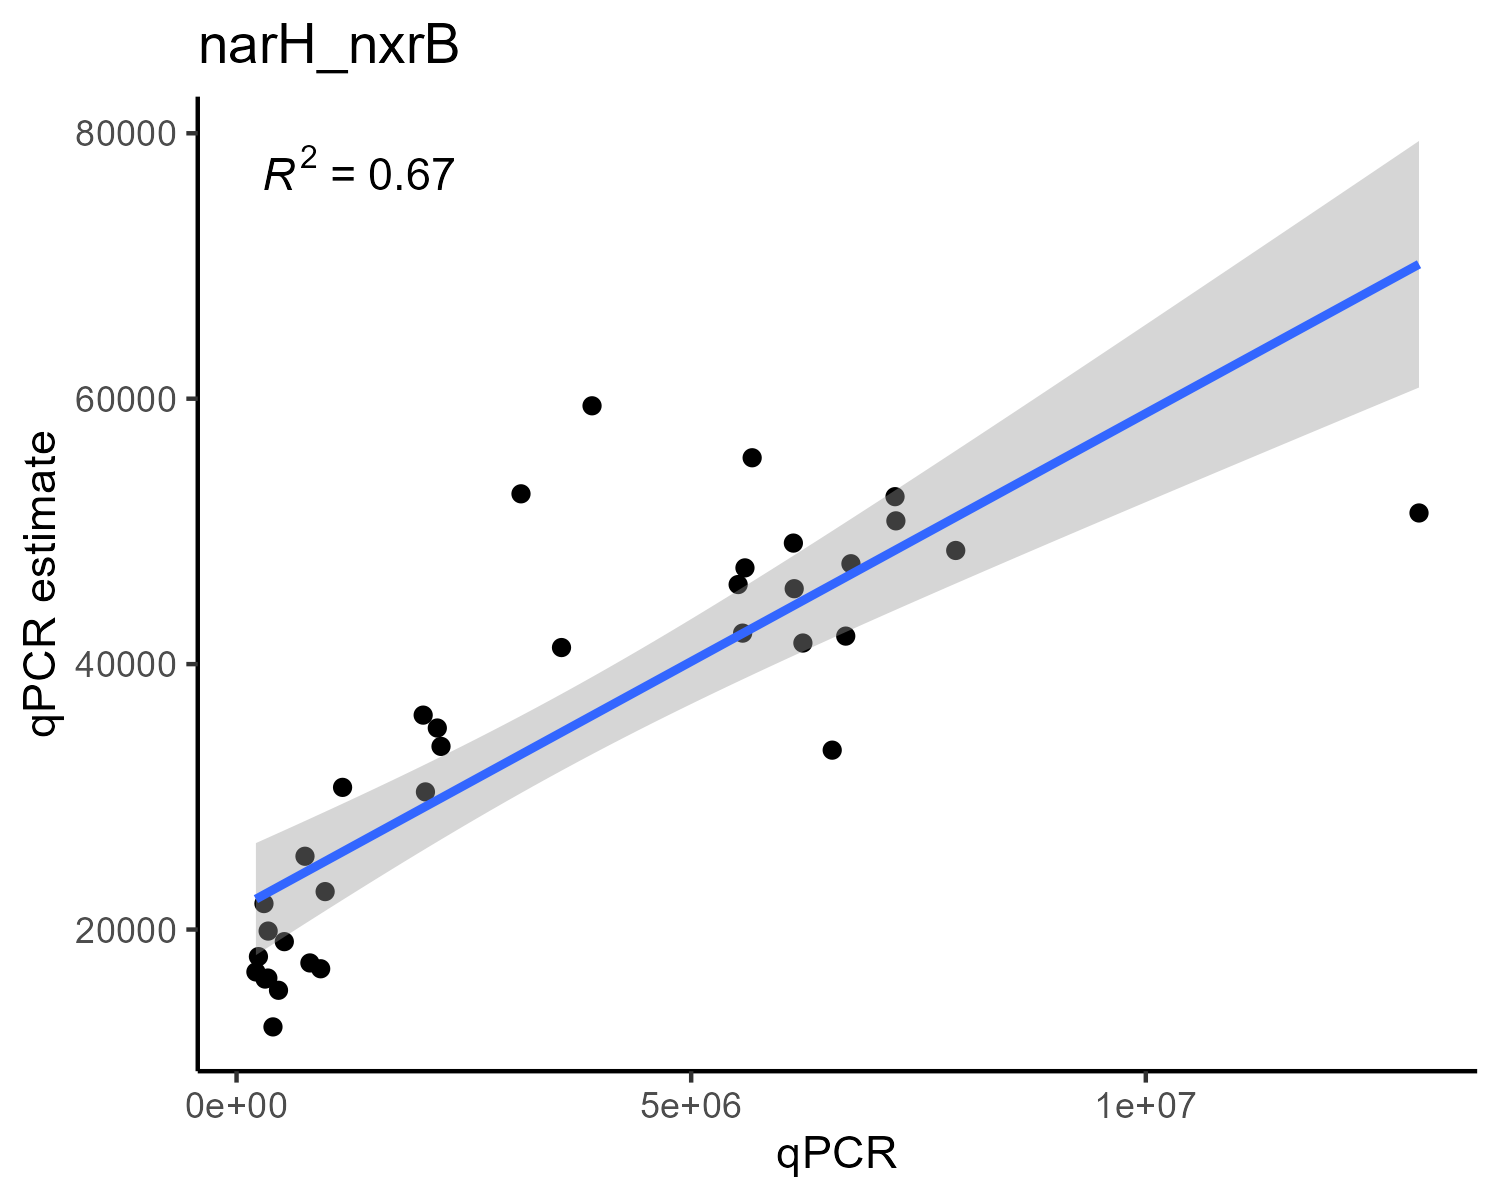 narH_nxrB
R² = 0.67
80000
60000
40000
20000
qPCR estimate
0e+00 5e+06 1e+07
qPCR